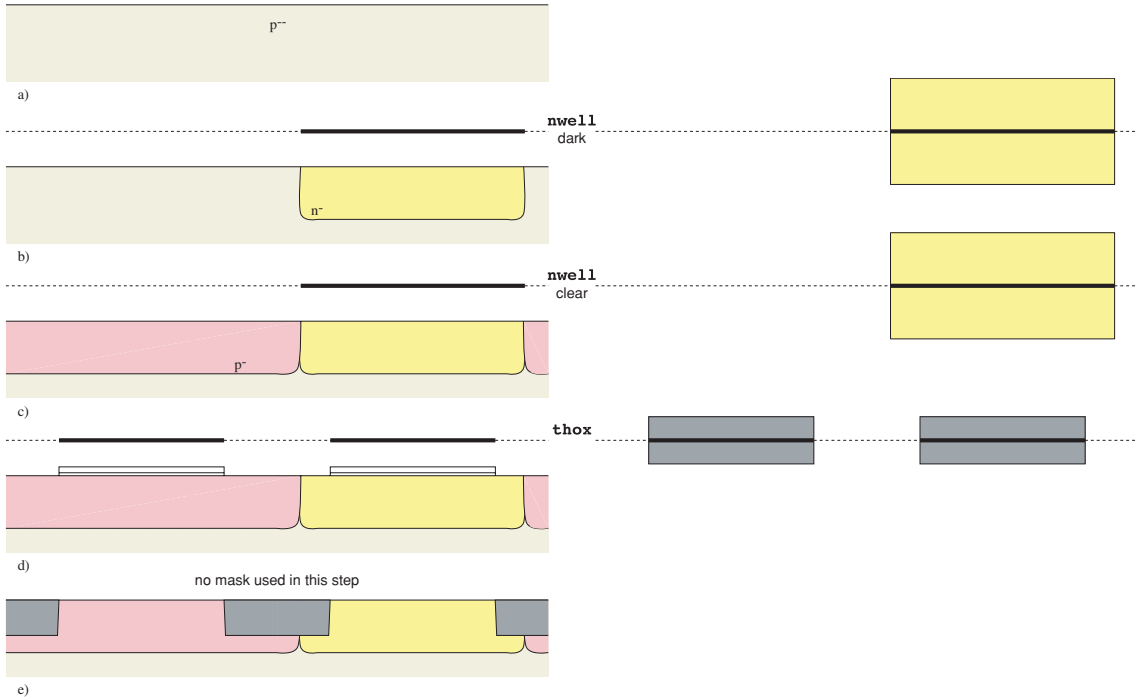 p--
a)
nwell
dark
n-
b)
nwell
clear
p-
c)
thox
d)
no mask used in this step
e)